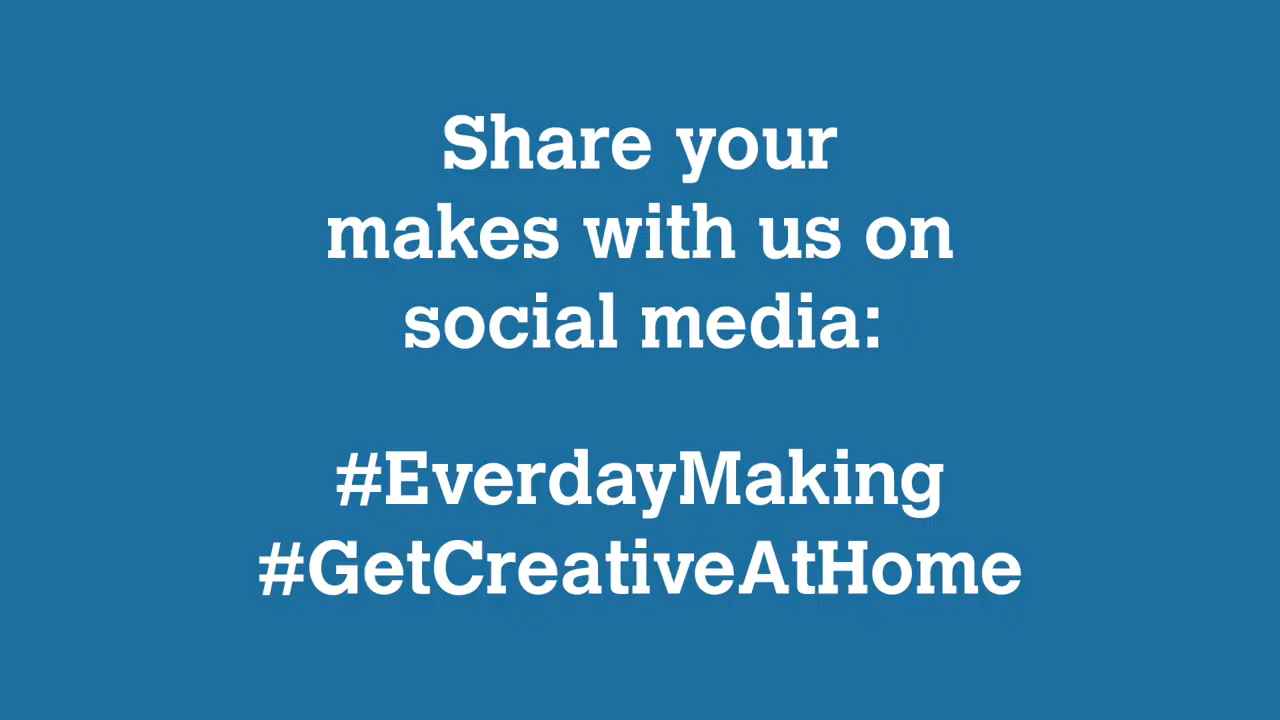 Share your
makes with us on
social media:
#EverdayMaking
#GetCreativeAtHome